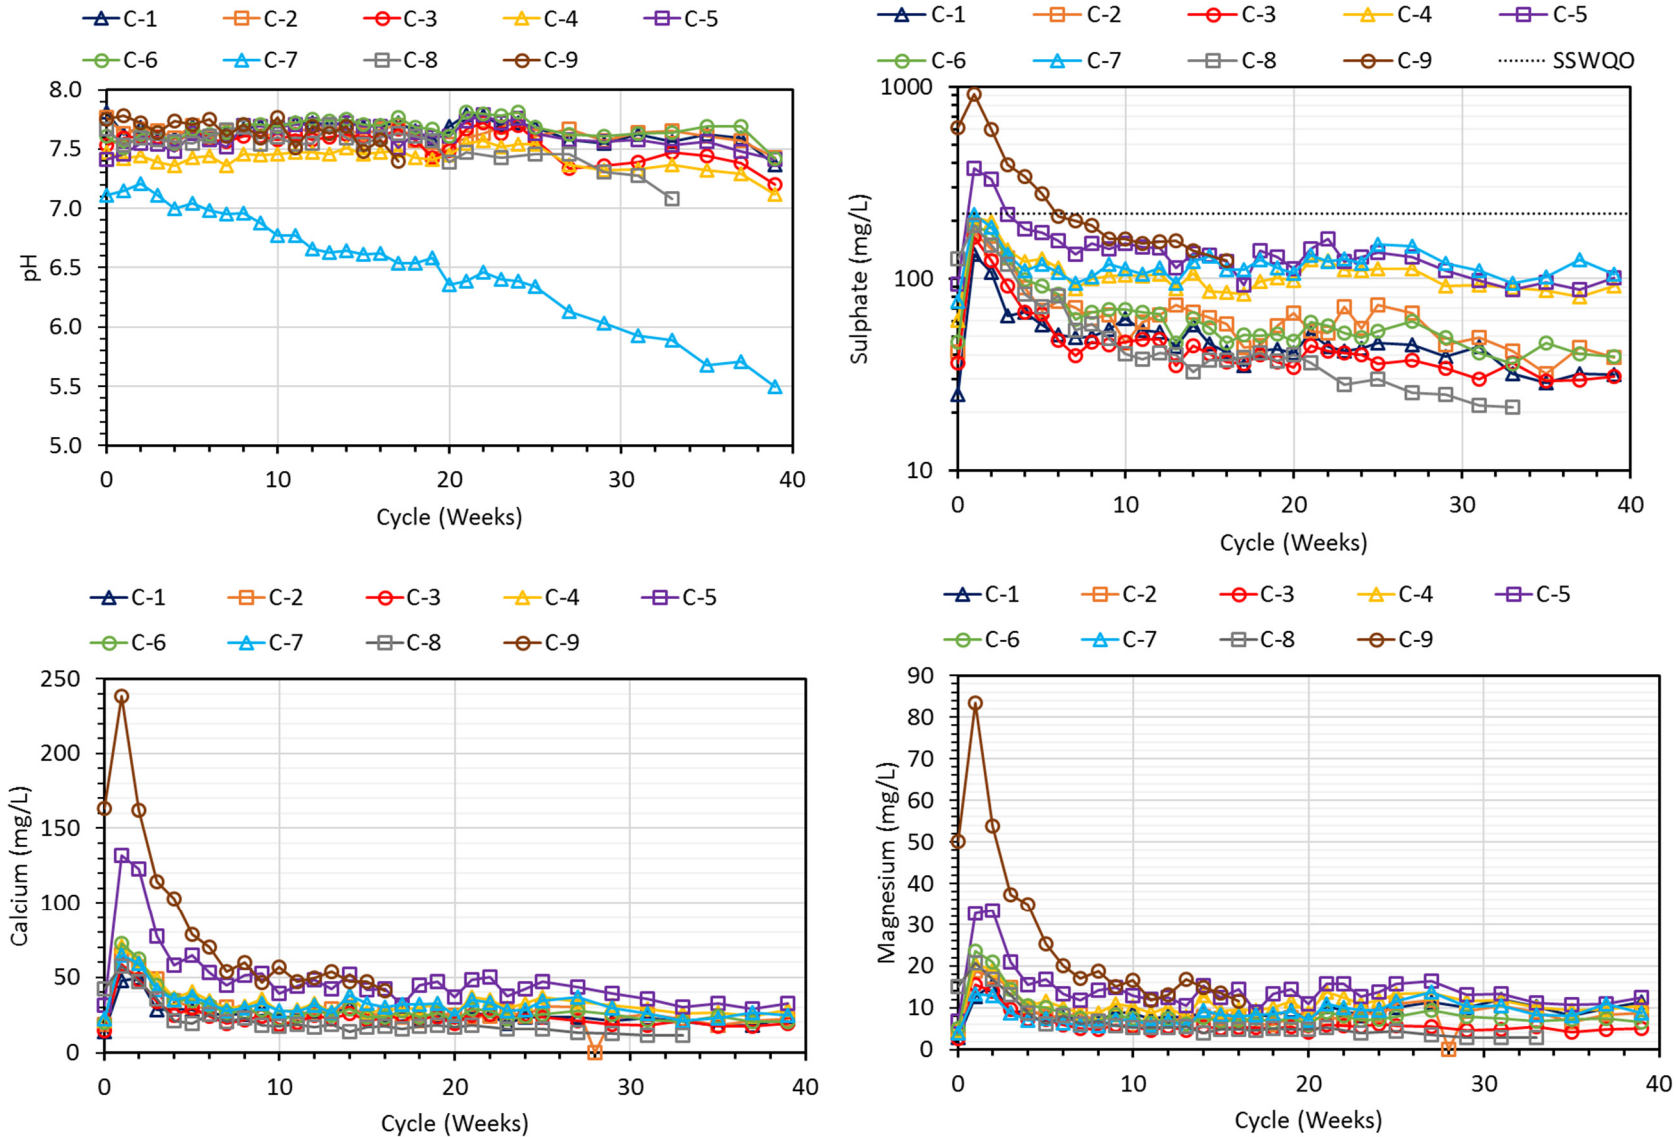 C-1 C-2 C-3 C-4 C-5
C-6 C-7 C-8 C-9
8.0
7.5
7.0
6.5
6.0
5.5
5.0
pH
0 10 20 30 40
Cycle (Weeks)
C-1 C-2 C-3 C-4 C-5
C-6 C-7 C-8 C-9 SSWQO
1000
100
10
Sulphate (mg/L)
0 10 20 30 40
Cycle (Weeks)
C-1 C-2 C-3 C-4 C-5
C-6 C-7 C-8 C-9
250
200
150
100
50
0
Calcium (mg/L)
0 10 20 30 40
Cycle (Weeks)
C-1 C-2 C-3 C-4 C-5
C-6 C-7 C-8 C-9
90
80
70
60
50
40
30
20
10
0
Magnesium (mg/L)
0 10 20 30 40
Cycle (Weeks)